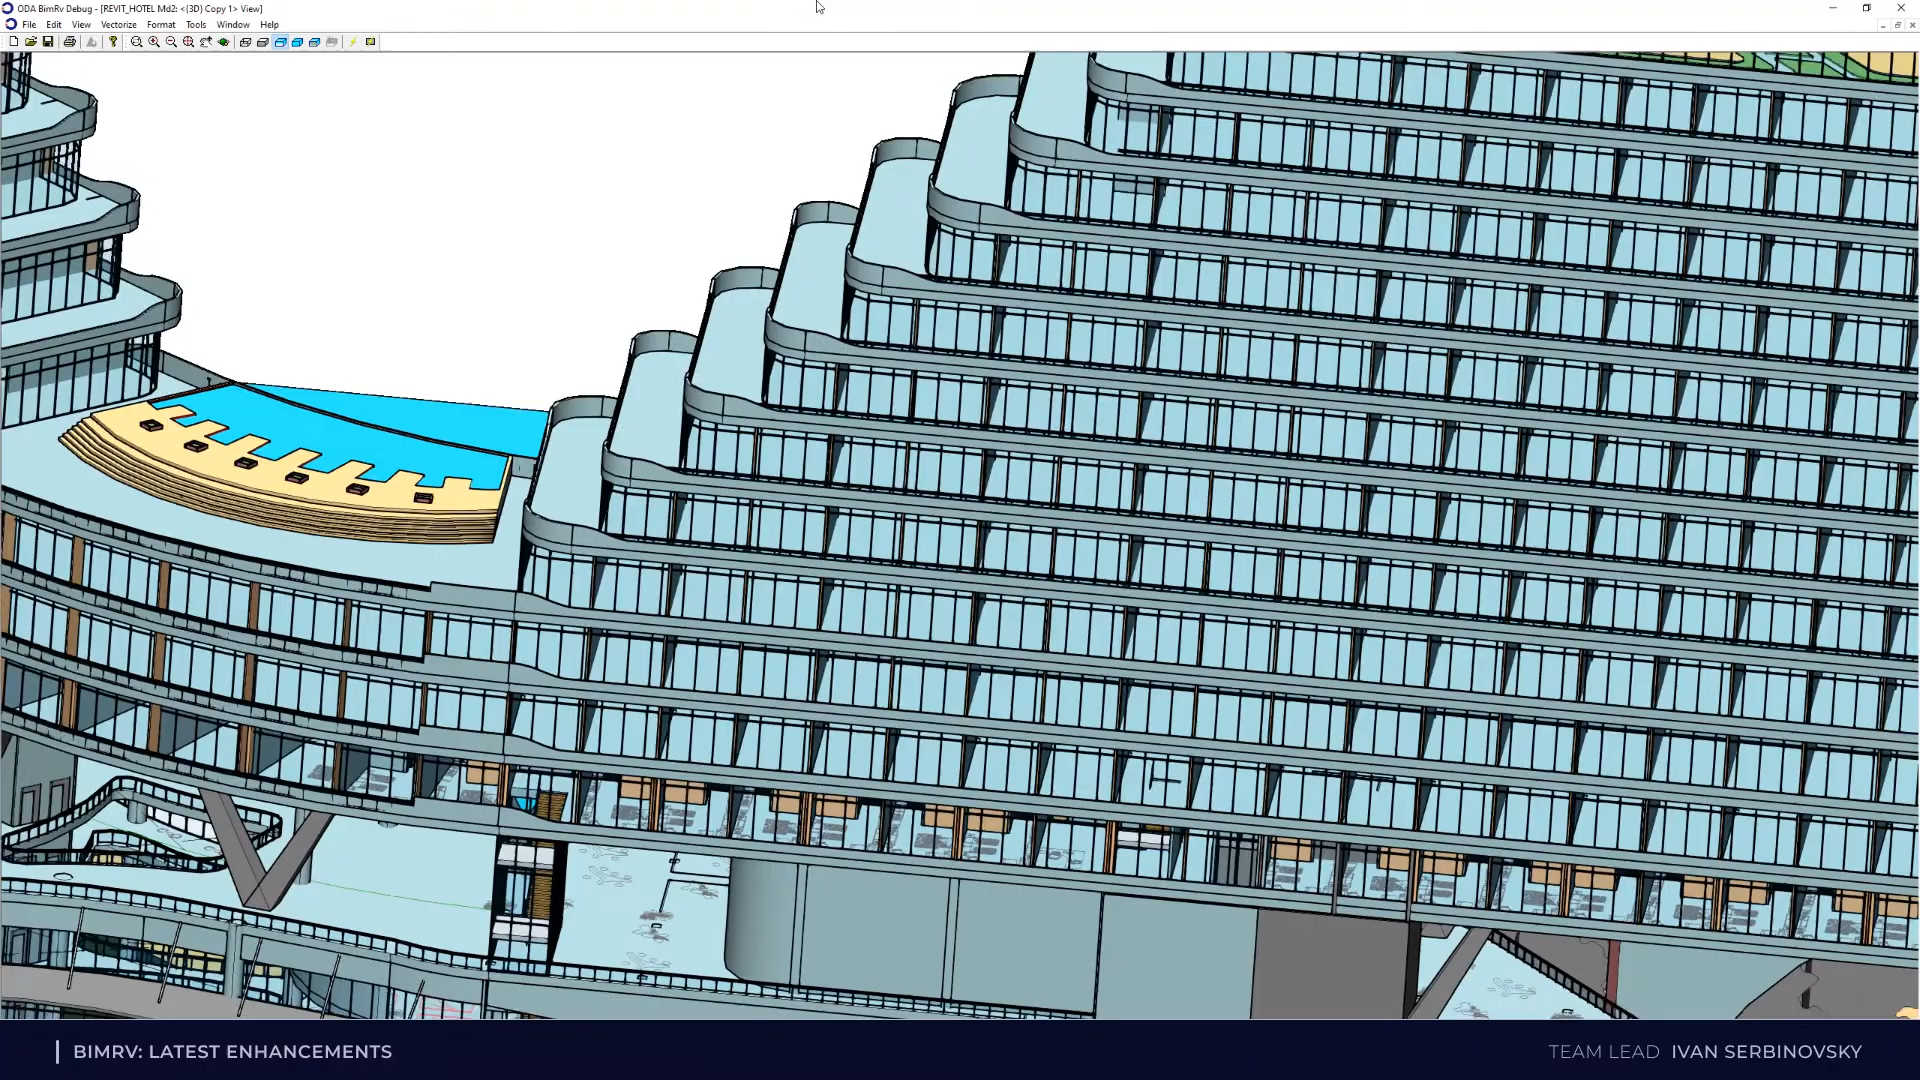 ODA BimRv Debug - [REVIT_HOTEL Md2: <{3D} Copy 1> View]
File Edit View Vectorize Format Tools Window Help
BIMRV: LATEST ENHANCEMENTS
TEAM LEAD IVAN SERBINOVSKY